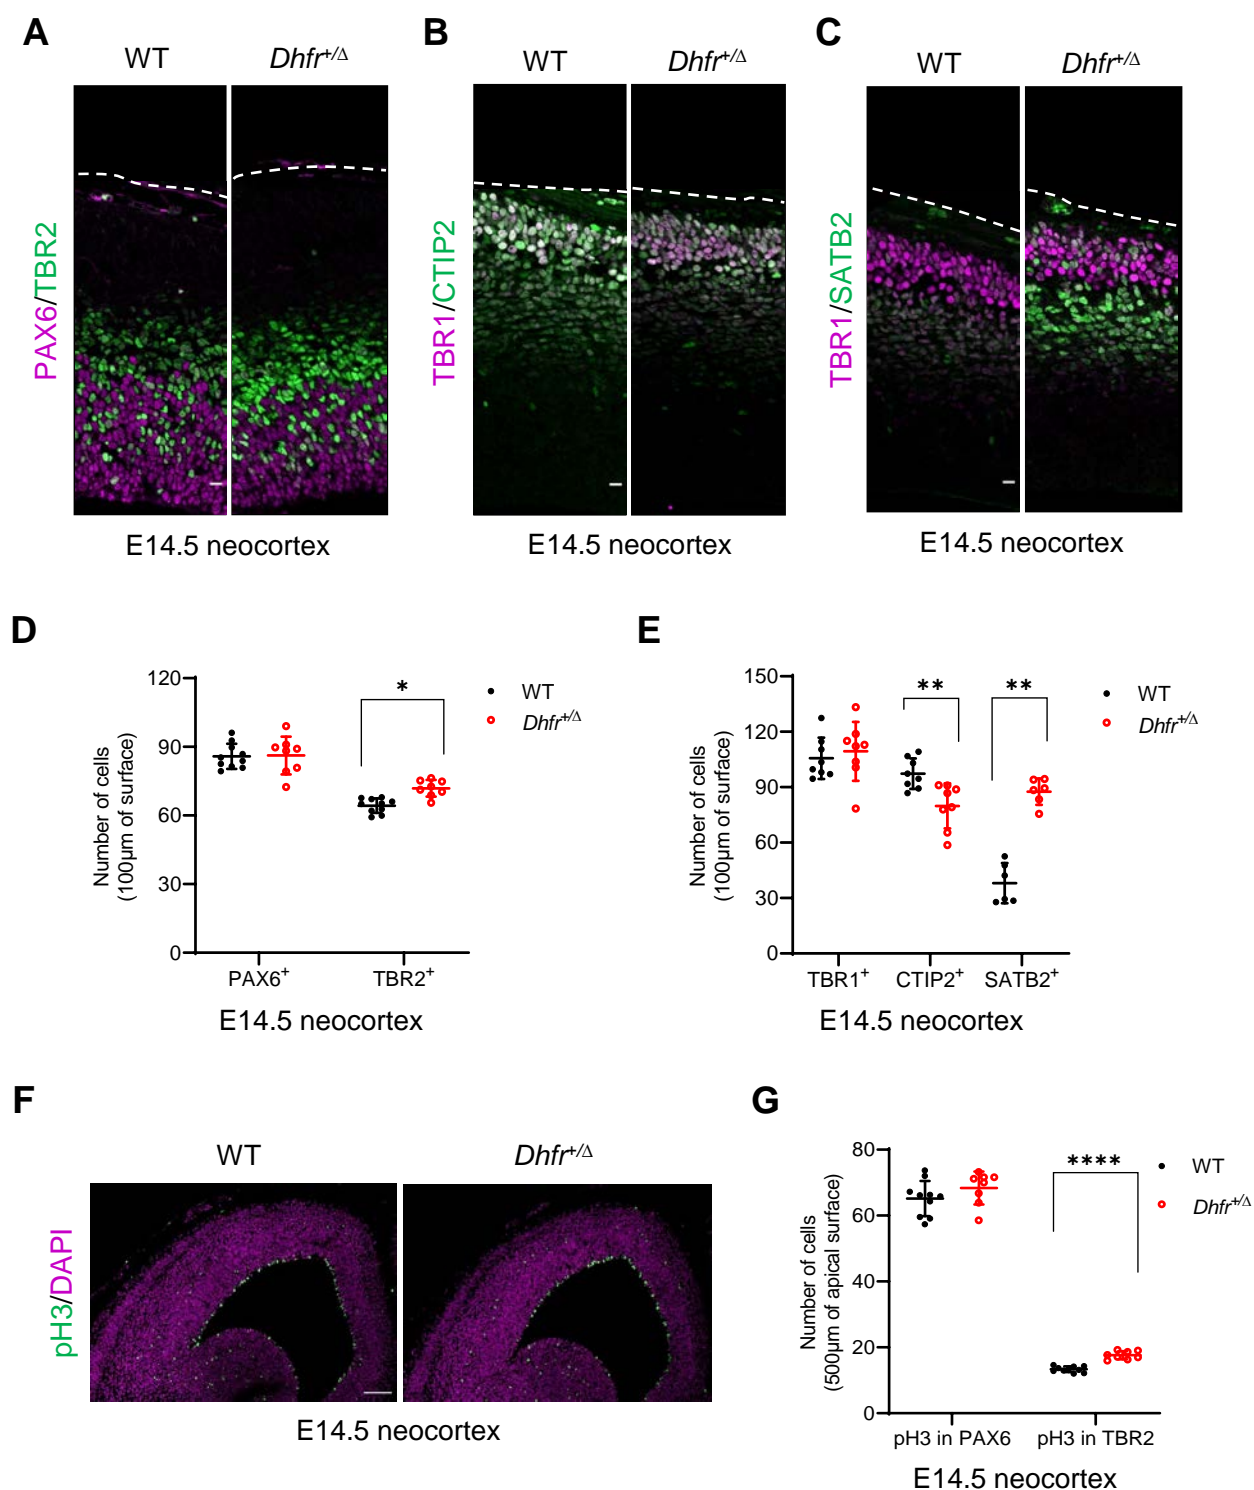 A
WT
Dhfr+/Δ
PAX6/TBR2
E14.5 neocortex
B
WT
Dhfr+/Δ
TBR1/CTIP2
E14.5 neocortex
C
WT
Dhfr+/Δ
TBR1/SATB2
E14.5 neocortex
D
Number of cells
(100μm of surface)
120
90
60
30
0
*
WT
Dhfr+/Δ
PAX6+
TBR2+
E14.5 neocortex
E
Number of cells
(100μm of surface)
150
120
90
60
30
0
**
**
WT
Dhfr+/Δ
TBR1+
CTIP2+
SATB2+
E14.5 neocortex
F
WT
Dhfr+/Δ
pH3/DAPI
E14.5 neocortex
G
Number of cells
(500μm of apical surface)
80
60
40
20
0
****
WT
Dhfr+/Δ
pH3 in PAX6
pH3 in TBR2
E14.5 neocortex